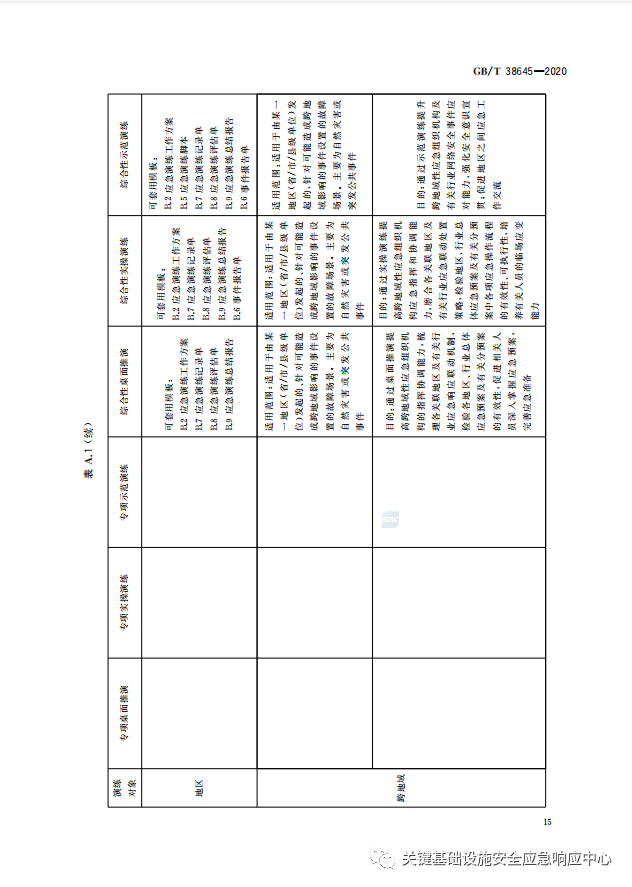 GB/T 38645—2020
表 A.1（续）
演练
对象
专项桌面推演
专项实操演练
专项示范演练
综合性桌面推演
综合性实操演练
综合性示范演练
地区
可套用模板：
B.2 应急演练工作方案
B.7 应急演练记录单
B.8 应急演练评估单
B.9 应急演练总结报告
可套用模板：
B.2 应急演练工作方案
B.7 应急演练记录单
B.8 应急演练评估单
B.9 应急演练总结报告
B.6 事件报告单
可套用模板：
B.2 应急演练工作方案
B.5 应急演练脚本
B.7 应急演练记录单
B.8 应急演练评估单
B.9 应急演练总结报告
B.6 事件报告单
跨地域
适用范围：适用于由某
一地区（省/市/县级单
位）发起的、针对可能造
成跨地域影响的事件设
置的故障场景。主要为
自然灾害或突发公共
事件
适用范围：适用于由某
一地区（省/市/县级单
位）发起的、针对可能造
成跨地域影响的事件设
置的故障场景。主要为
自然灾害或突发公共
事件
适用范围：适用于由某一
地区（省/市/县级单位）发
起的、针对可能造成跨地
域影响的事件设置的故障
场景。主要为自然灾害或
突发公共事件
目的：通过桌面推演提
高跨地域性应急组织机
构的指挥协调能力，梳
理各关联地区及有关行
业应急响应联动机制，
检验各地区、行业总体
应急预案及有关分预案
的有效性，促进相关人
员深入掌握应急预案，
完善应急准备
目的：通过实操演练提
高跨地域性应急组织机
构应急指挥和协调能
力，磨合各关联地区及
有关行业应急联动处置
策略，检验地区、行业总
体应急预案及有关分预
案中各项应急操作流程
的有效性、可执行性，培
养有关人员的临场应变
能力
目的：通过示范演练提升
跨地域性应急组织机构及
有关行业网络安全事件应
对能力，强化安全意识宣
贯；促进地区之间应急工
作交流
15
关键基础设施安全应急响应中心